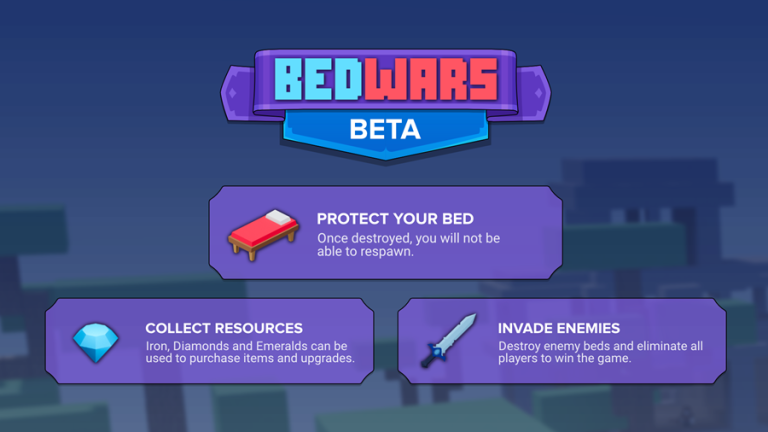 BEDWARS
BETA
PROTECT YOUR BED
Once destroyed, you will not be
able to respawn.
COLLECT RESOURCES
Iron, Diamonds and Emeralds can be
used to purchase items and upgrades.
INVADE ENEMIES
Destroy enemy beds and eliminate all
players to win the game.